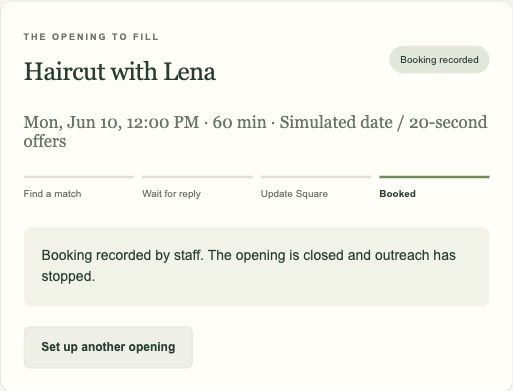 THE OPENING TO FILL
Haircut with Lena
Booking recorded
Mon, Jun 10, 12:00 PM · 60 min · Simulated date / 20-second
offers
Find a match
Wait for reply
Update Square
Booked
Booking recorded by staff. The opening is closed and outreach has
stopped.
Set up another opening